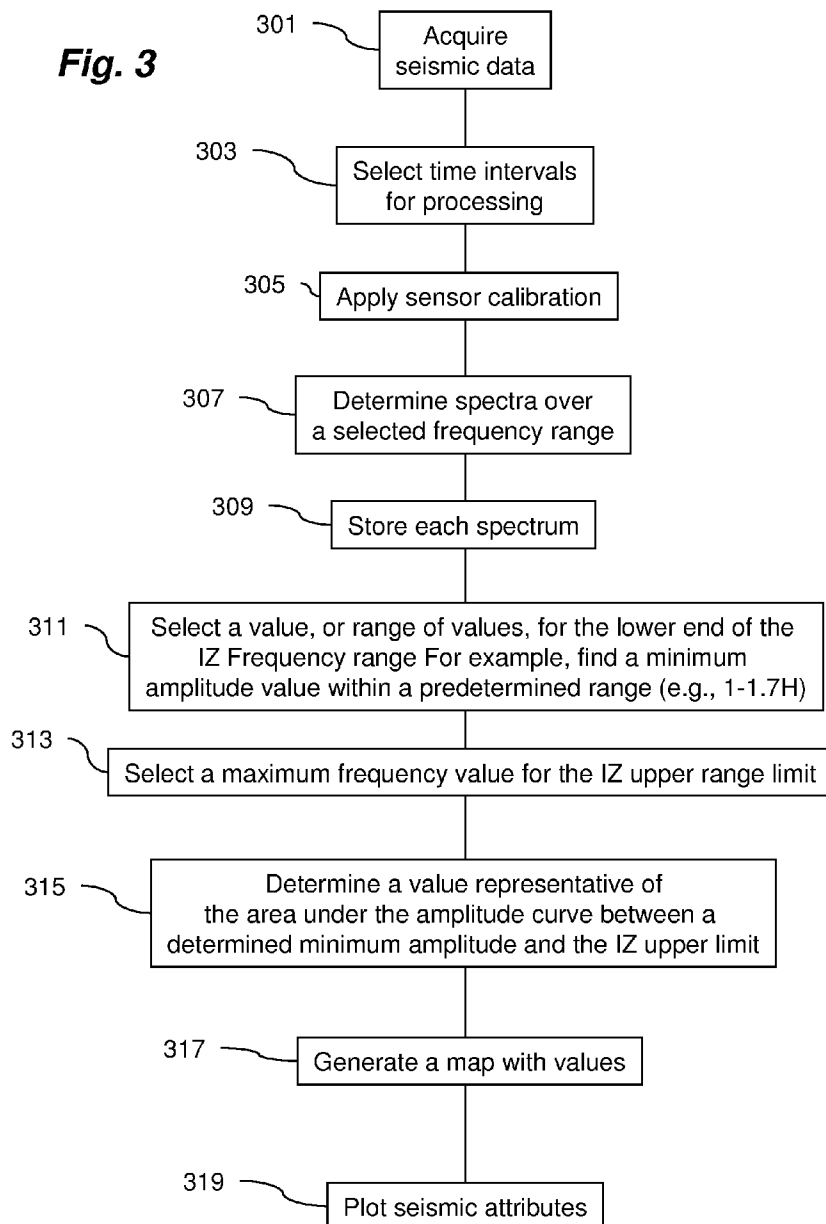 Fig. 3
301
Acquire
seismic data
303
Select time intervals
for processing
305
Apply sensor calibration
307
Determine spectra over
a selected frequency range
309
Store each spectrum
311
Select a value, or range of values, for the lower end of the
IZ Frequency range For example, find a minimum
amplitude value within a predetermined range (e.g., 1-1.7H)
313
Select a maximum frequency value for the IZ upper range limit
315
Determine a value representative of
the area under the amplitude curve between a
determined minimum amplitude and the IZ upper limit
317
Generate a map with values
319
Plot seismic attributes